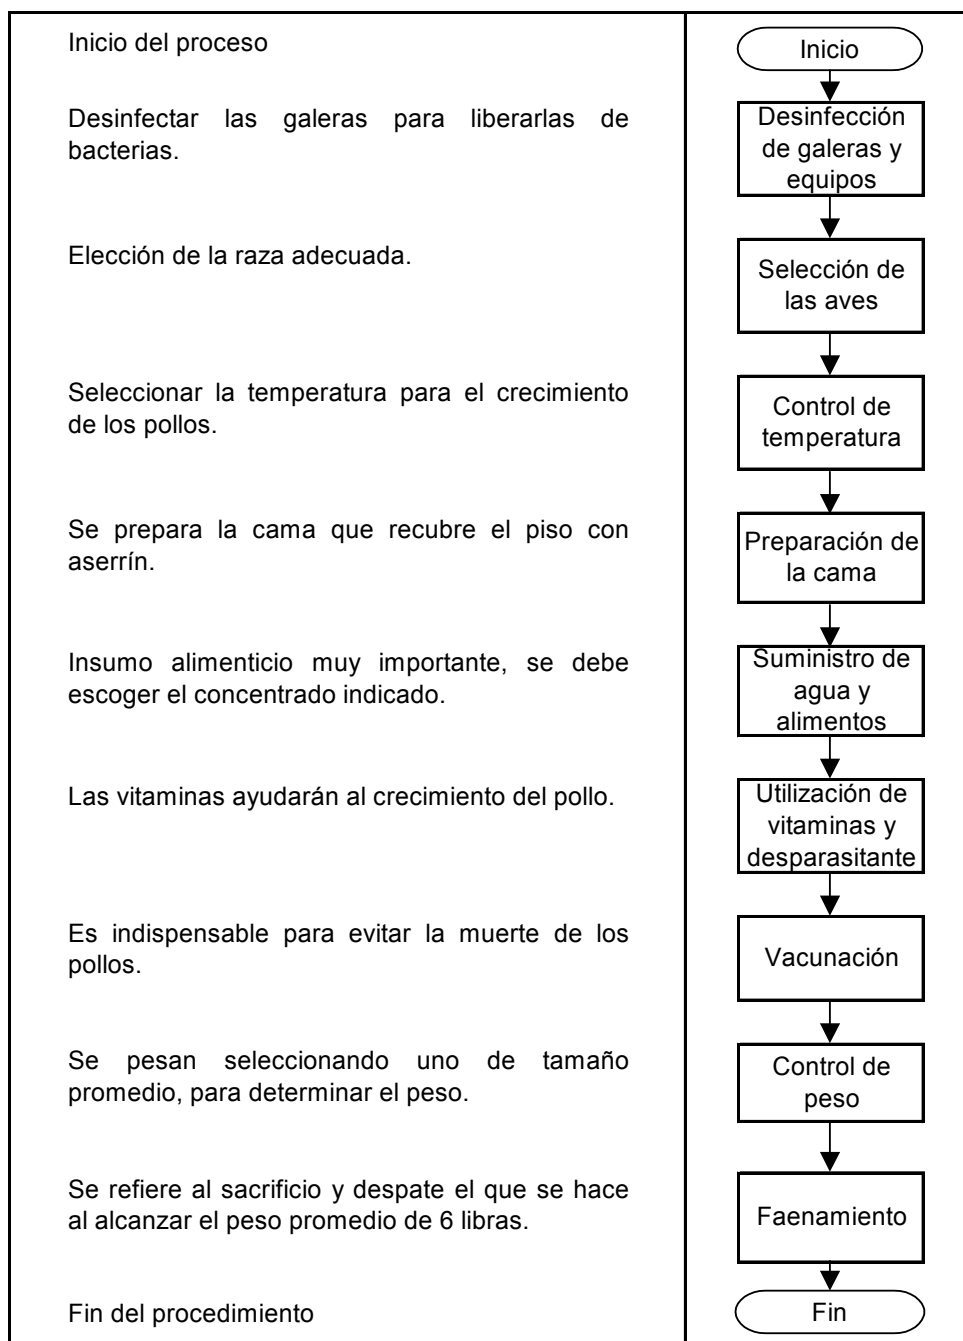 Inicio del proceso
Inicio
Desinfectar las galeras para liberarlas de
bacterias.
Desinfección
de galeras y
equipos
Elección de la raza adecuada.
Selección de
las aves
Seleccionar la temperatura para el crecimiento
de los pollos.
Control de
temperatura
Se prepara la cama que recubre el piso con
aserrín.
Preparación de
la cama
Insumo alimenticio muy importante, se debe
escoger el concentrado indicado.
Suministro de
agua y
alimentos
Las vitaminas ayudarán al crecimiento del pollo.
Utilización de
vitaminas y
desparasitante
Es indispensable para evitar la muerte de los
pollos.
Vacunación
Se pesan seleccionando uno de tamaño
promedio, para determinar el peso.
Control de
peso
Se refiere al sacrificio y despate el que se hace
al alcanzar el peso promedio de 6 libras.
Faenamiento
Fin del procedimiento
Fin